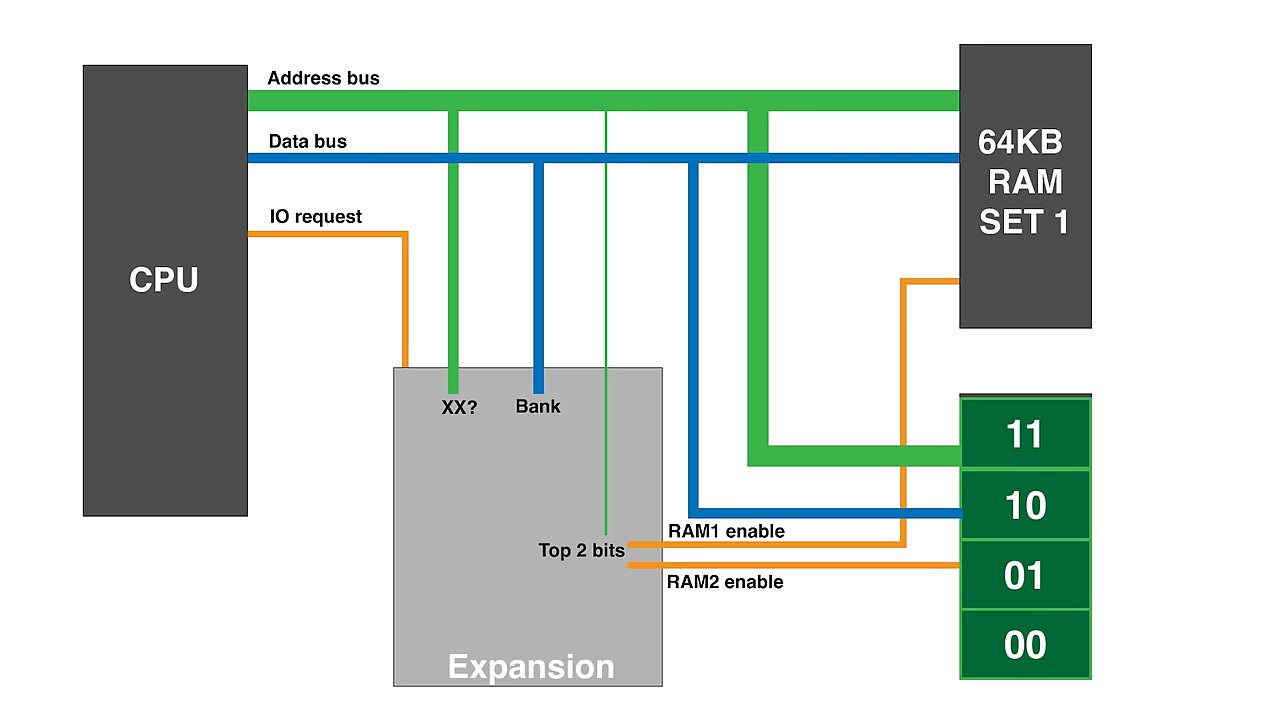 Address bus
Data bus
IO request
CPU
64KB
RAM
SET 1
XX?
Bank
Top 2 bits
RAM1 enable
RAM2 enable
Expansion
11
10
01
00